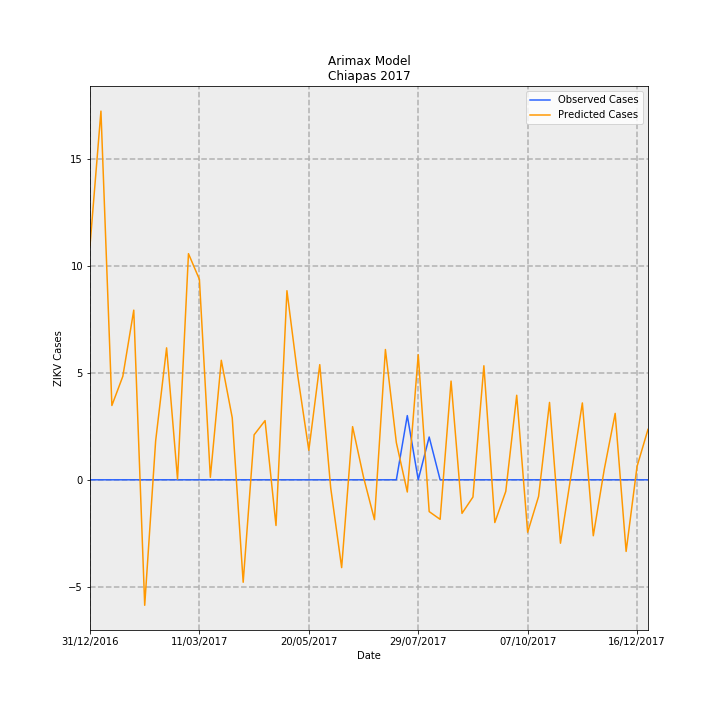 Arimax Model
Chiapas 2017
Observed Cases
Predicted Cases
ZIKV Cases
15
10
5
0
−5
31/12/2016
11/03/2017
20/05/2017
29/07/2017
07/10/2017
16/12/2017
Date